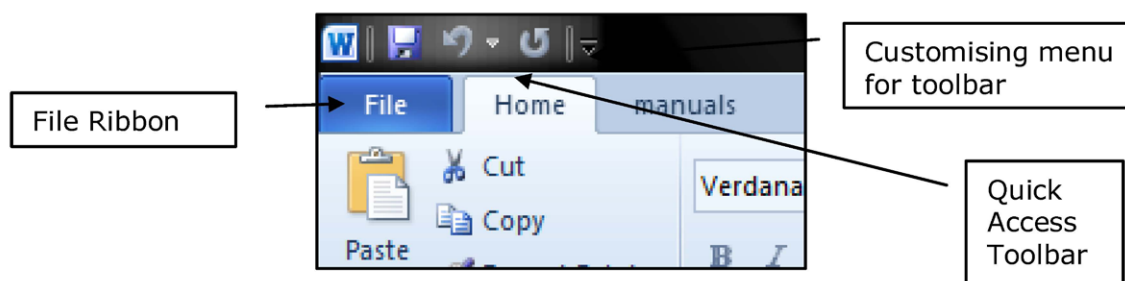 W
Customising menu
for toolbar
File Ribbon
File Home manuals
Cut
Verdana
Copy
Paste
B I
Quick
Access
Toolbar